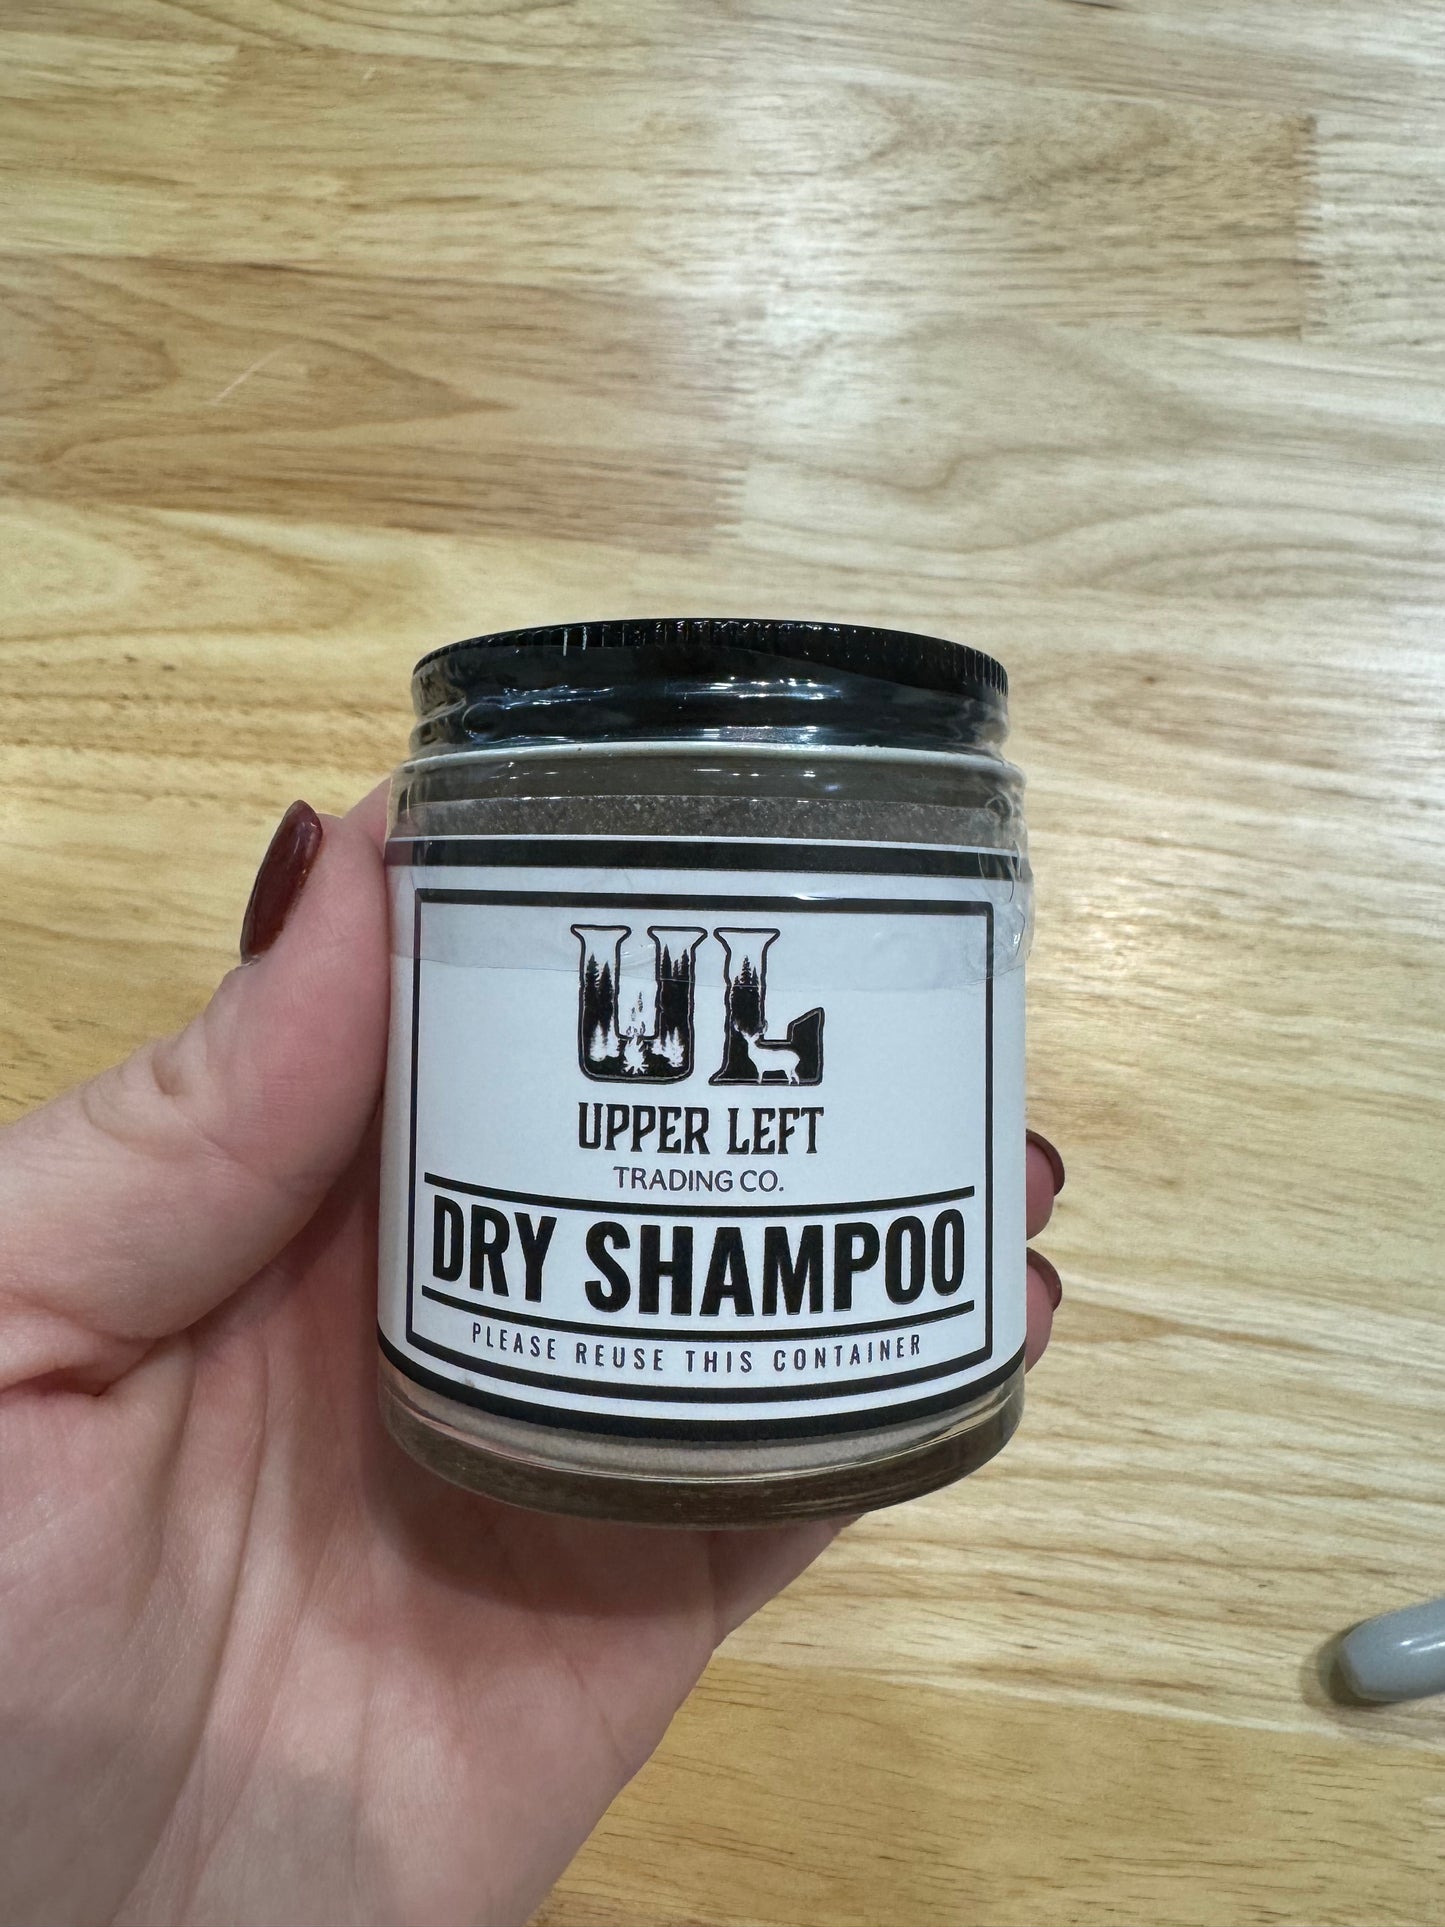 UL
UPPER LEFT
TRADING CO.
DRY SHAMPOO
PLEASE REUSE THIS CONTAINER